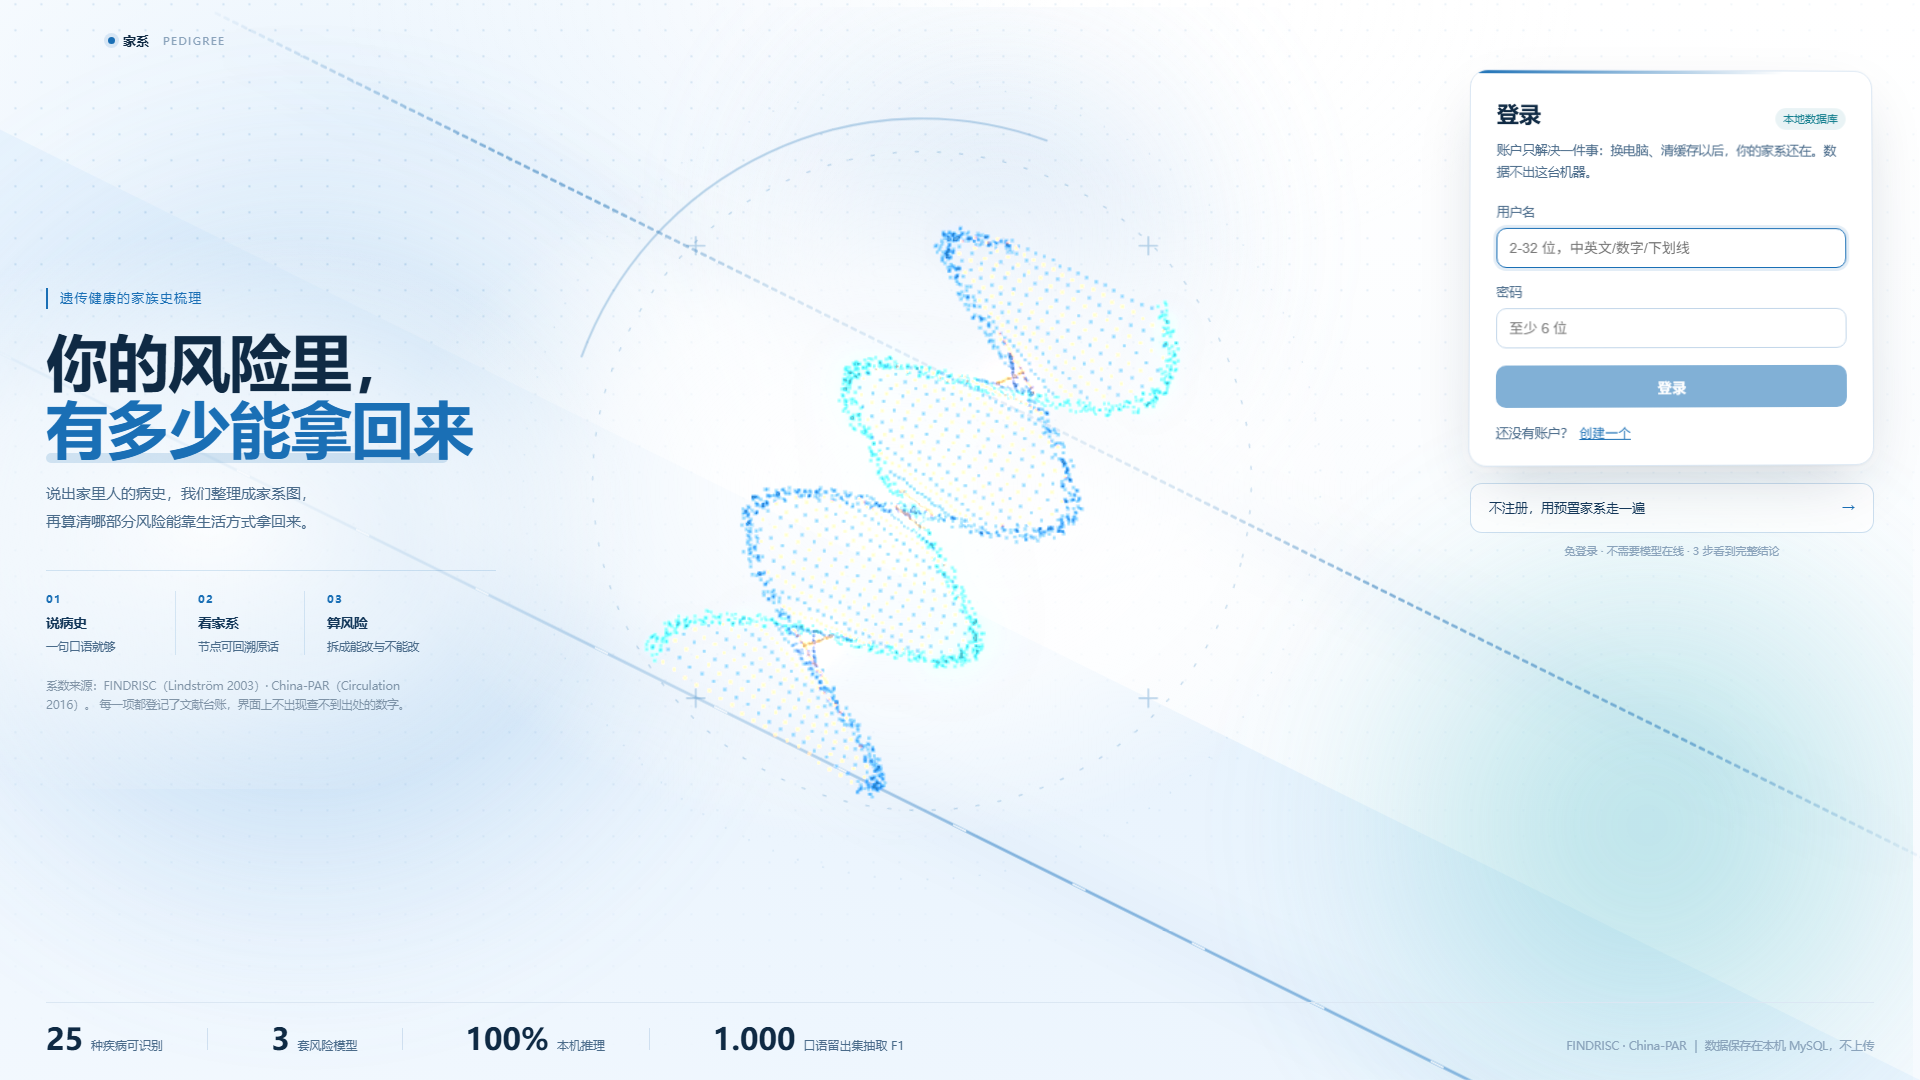 家系 PEDIGREE
遗传健康的家族史梳理
你的风险里，
有多少能拿回来
说出家里人的病史，我们整理成家系图，
再算清哪部分风险能靠生活方式拿回来。
01
说病史
一句口语就够
02
看家系
节点可回溯原话
03
算风险
拆成能改与不能改
系数来源：FINDRISC（Lindström 2003）· China-PAR（Circulation
2016）。 每一项都登记了文献台账，界面上不出现查不到出处的数字。
登录
本地数据库
账户只解决一件事：换电脑、清缓存以后，你的家系还在。数
据不出这台机器。
用户名
2-32 位，中英文/数字/下划线
密码
至少 6 位
登录
还没有账户？ 创建一个
不注册，用预置家系走一遍 →
免登录 · 不需要模型在线 · 3 步看到完整结论
25 种疾病可识别
3 套风险模型
100% 本机推理
1.000 口语留出集抽取 F1
FINDRISC · China-PAR | 数据保存在本机 MySQL，不上传